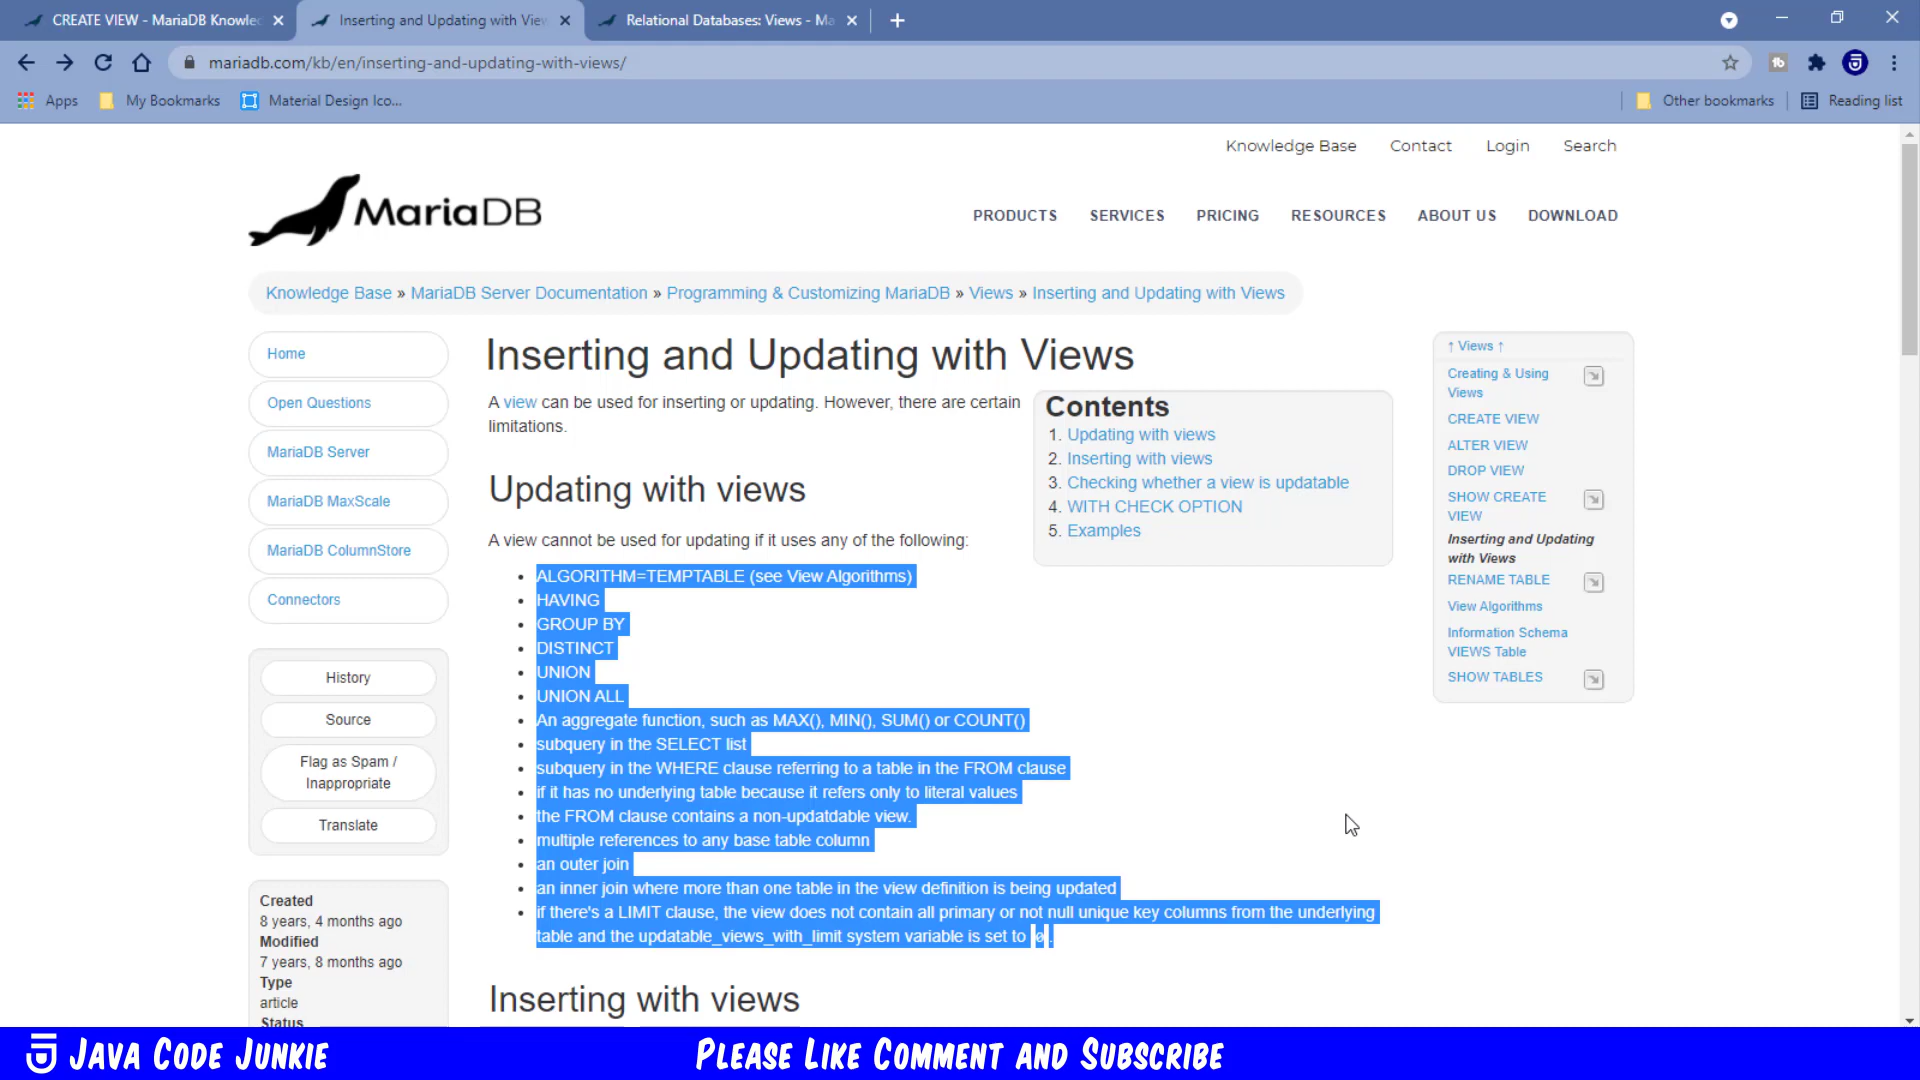 CREATE VIEW - MariaDB Knowle
Inserting and Updating with View
Relational Databases: Views - Ma
mariadb.com/kb/en/inserting-and-updating-with-views/
Apps
My Bookmarks
Material Design Ico...
Other bookmarks
Reading list
Knowledge Base
Contact
Login
Search
MariaDB
PRODUCTS
SERVICES
PRICING
RESOURCES
ABOUT US
DOWNLOAD
Knowledge Base » MariaDB Server Documentation » Programming & Customizing MariaDB » Views » Inserting and Updating with Views
Home
Open Questions
MariaDB Server
MariaDB MaxScale
MariaDB ColumnStore
Connectors
History
Source
Flag as Spam /
Inappropriate
Translate
Created
8 years, 4 months ago
Modified
7 years, 8 months ago
Type
article
Status
Inserting and Updating with Views
A view can be used for inserting or updating. However, there are certain
limitations.
Contents
1. Updating with views
2. Inserting with views
3. Checking whether a view is updatable
4. WITH CHECK OPTION
5. Examples
Updating with views
A view cannot be used for updating if it uses any of the following:
• ALGORITHM=TEMPTABLE (see View Algorithms)
• HAVING
• GROUP BY
• DISTINCT
• UNION
• UNION ALL
• An aggregate function, such as MAX(), MIN(), SUM() or COUNT()
• subquery in the SELECT list
• subquery in the WHERE clause referring to a table in the FROM clause
• if it has no underlying table because it refers only to literal values
• the FROM clause contains a non-updatdable view.
• multiple references to any base table column
• an outer join
• an inner join where more than one table in the view definition is being updated
• if there's a LIMIT clause, the view does not contain all primary or not null unique key columns from the underlying
table and the updatable_views_with_limit system variable is set to 0.
Inserting with views
↑ Views ↑
Creating & Using
Views
CREATE VIEW
ALTER VIEW
DROP VIEW
SHOW CREATE
VIEW
Inserting and Updating
with Views
RENAME TABLE
View Algorithms
Information Schema
VIEWS Table
SHOW TABLES
JAVA CODE JUNKIE
PLEASE LIKE COMMENT AND SUBSCRIBE